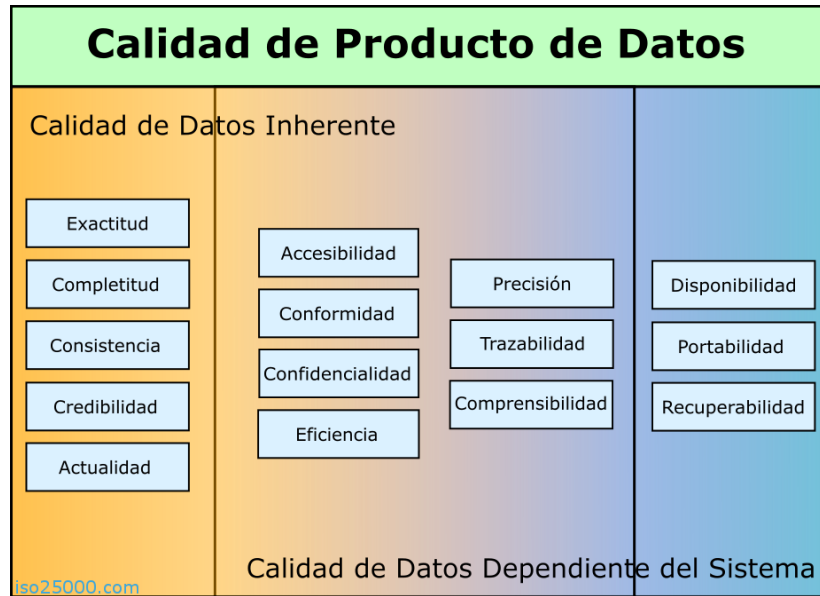 Calidad de Producto de Datos
Calidad de Datos Inherente
Exactitud
Completitud
Consistencia
Credibilidad
Actualidad
Accesibilidad
Conformidad
Confidencialidad
Eficiencia
Precisión
Trazabilidad
Comprensibilidad
Disponibilidad
Portabilidad
Recuperabilidad
Calidad de Datos Dependiente del Sistema
iso25000.com